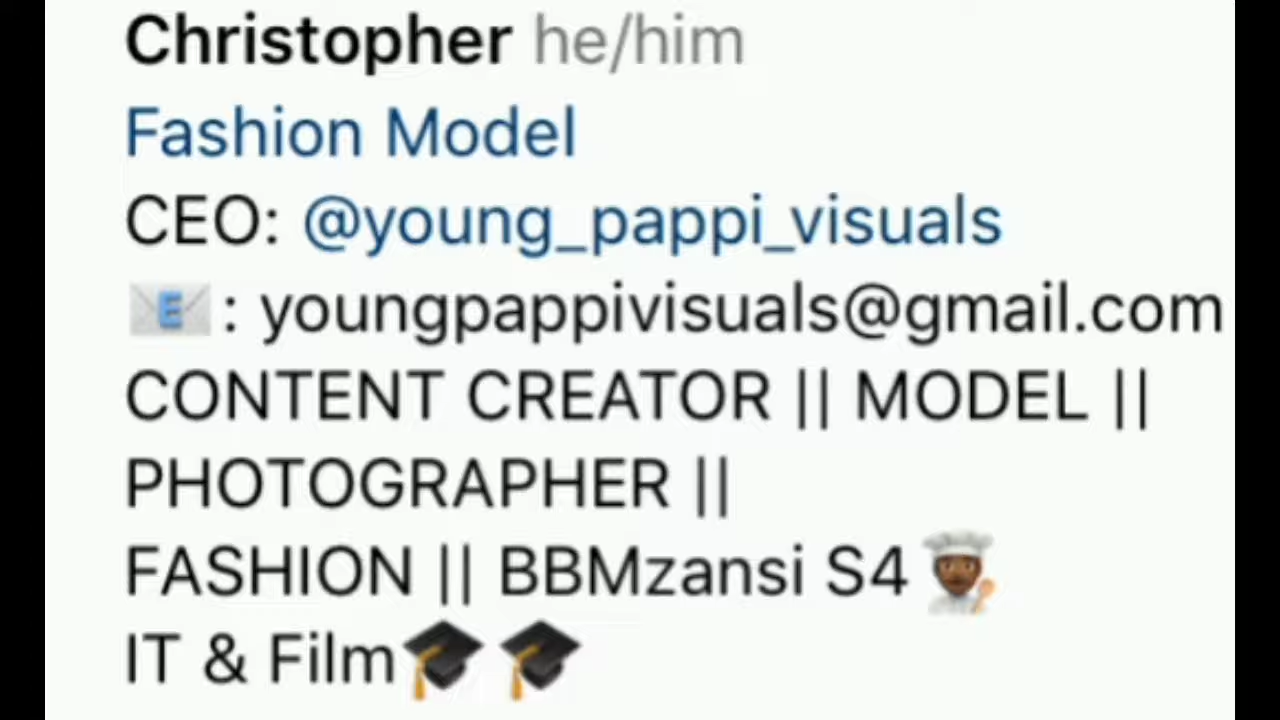 Christopher he/him
Fashion Model
CEO: @young_pappi_visuals
📧: youngpappivisuals@gmail.com
CONTENT CREATOR || MODEL ||
PHOTOGRAPHER ||
FASHION || BBMzansi S4👨🏾‍🍳
IT & Film🎓🎓